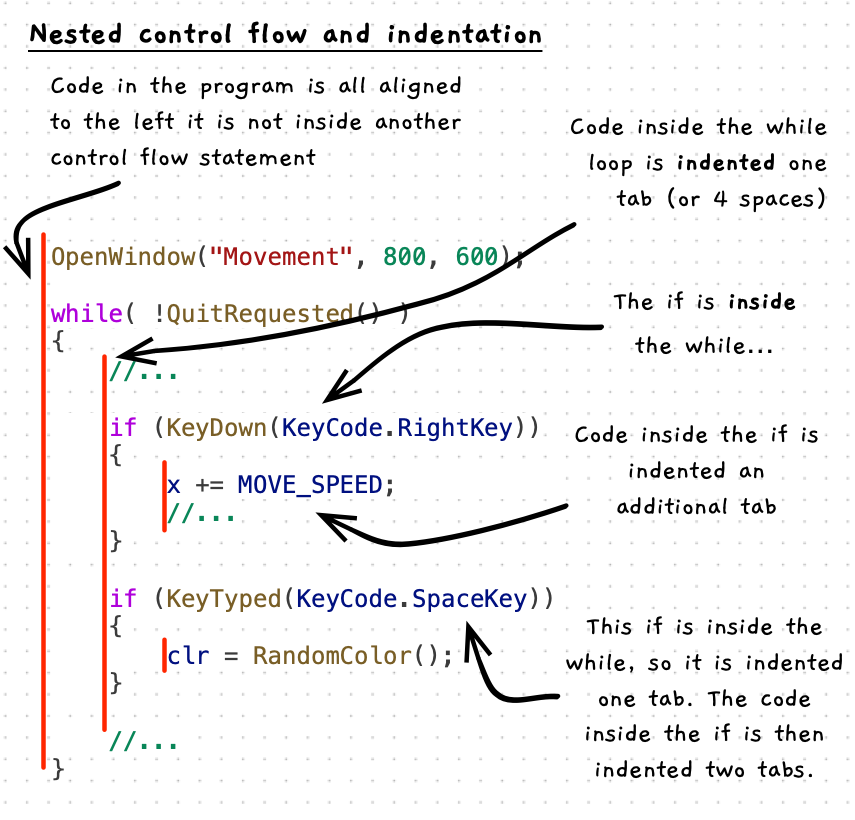 Nested control flow and indentation
Code in the program is all aligned
to the left it is not inside another
control flow statement
Code inside the while
loop is indented one
tab (or 4 spaces)
OpenWindow("Movement", 800, 600);
The if is inside
the while...
while( !QuitRequested() )
{
//...
if (KeyDown(KeyCode.RightKey))
{
x += MOVE_SPEED;
//...
}
Code inside the if is
indented an
additional tab
if (KeyTyped(KeyCode.SpaceKey))
{
clr = RandomColor();
}
This if is inside the
while, so it is indented
one tab. The code
inside the if is then
indented two tabs.
//...
}